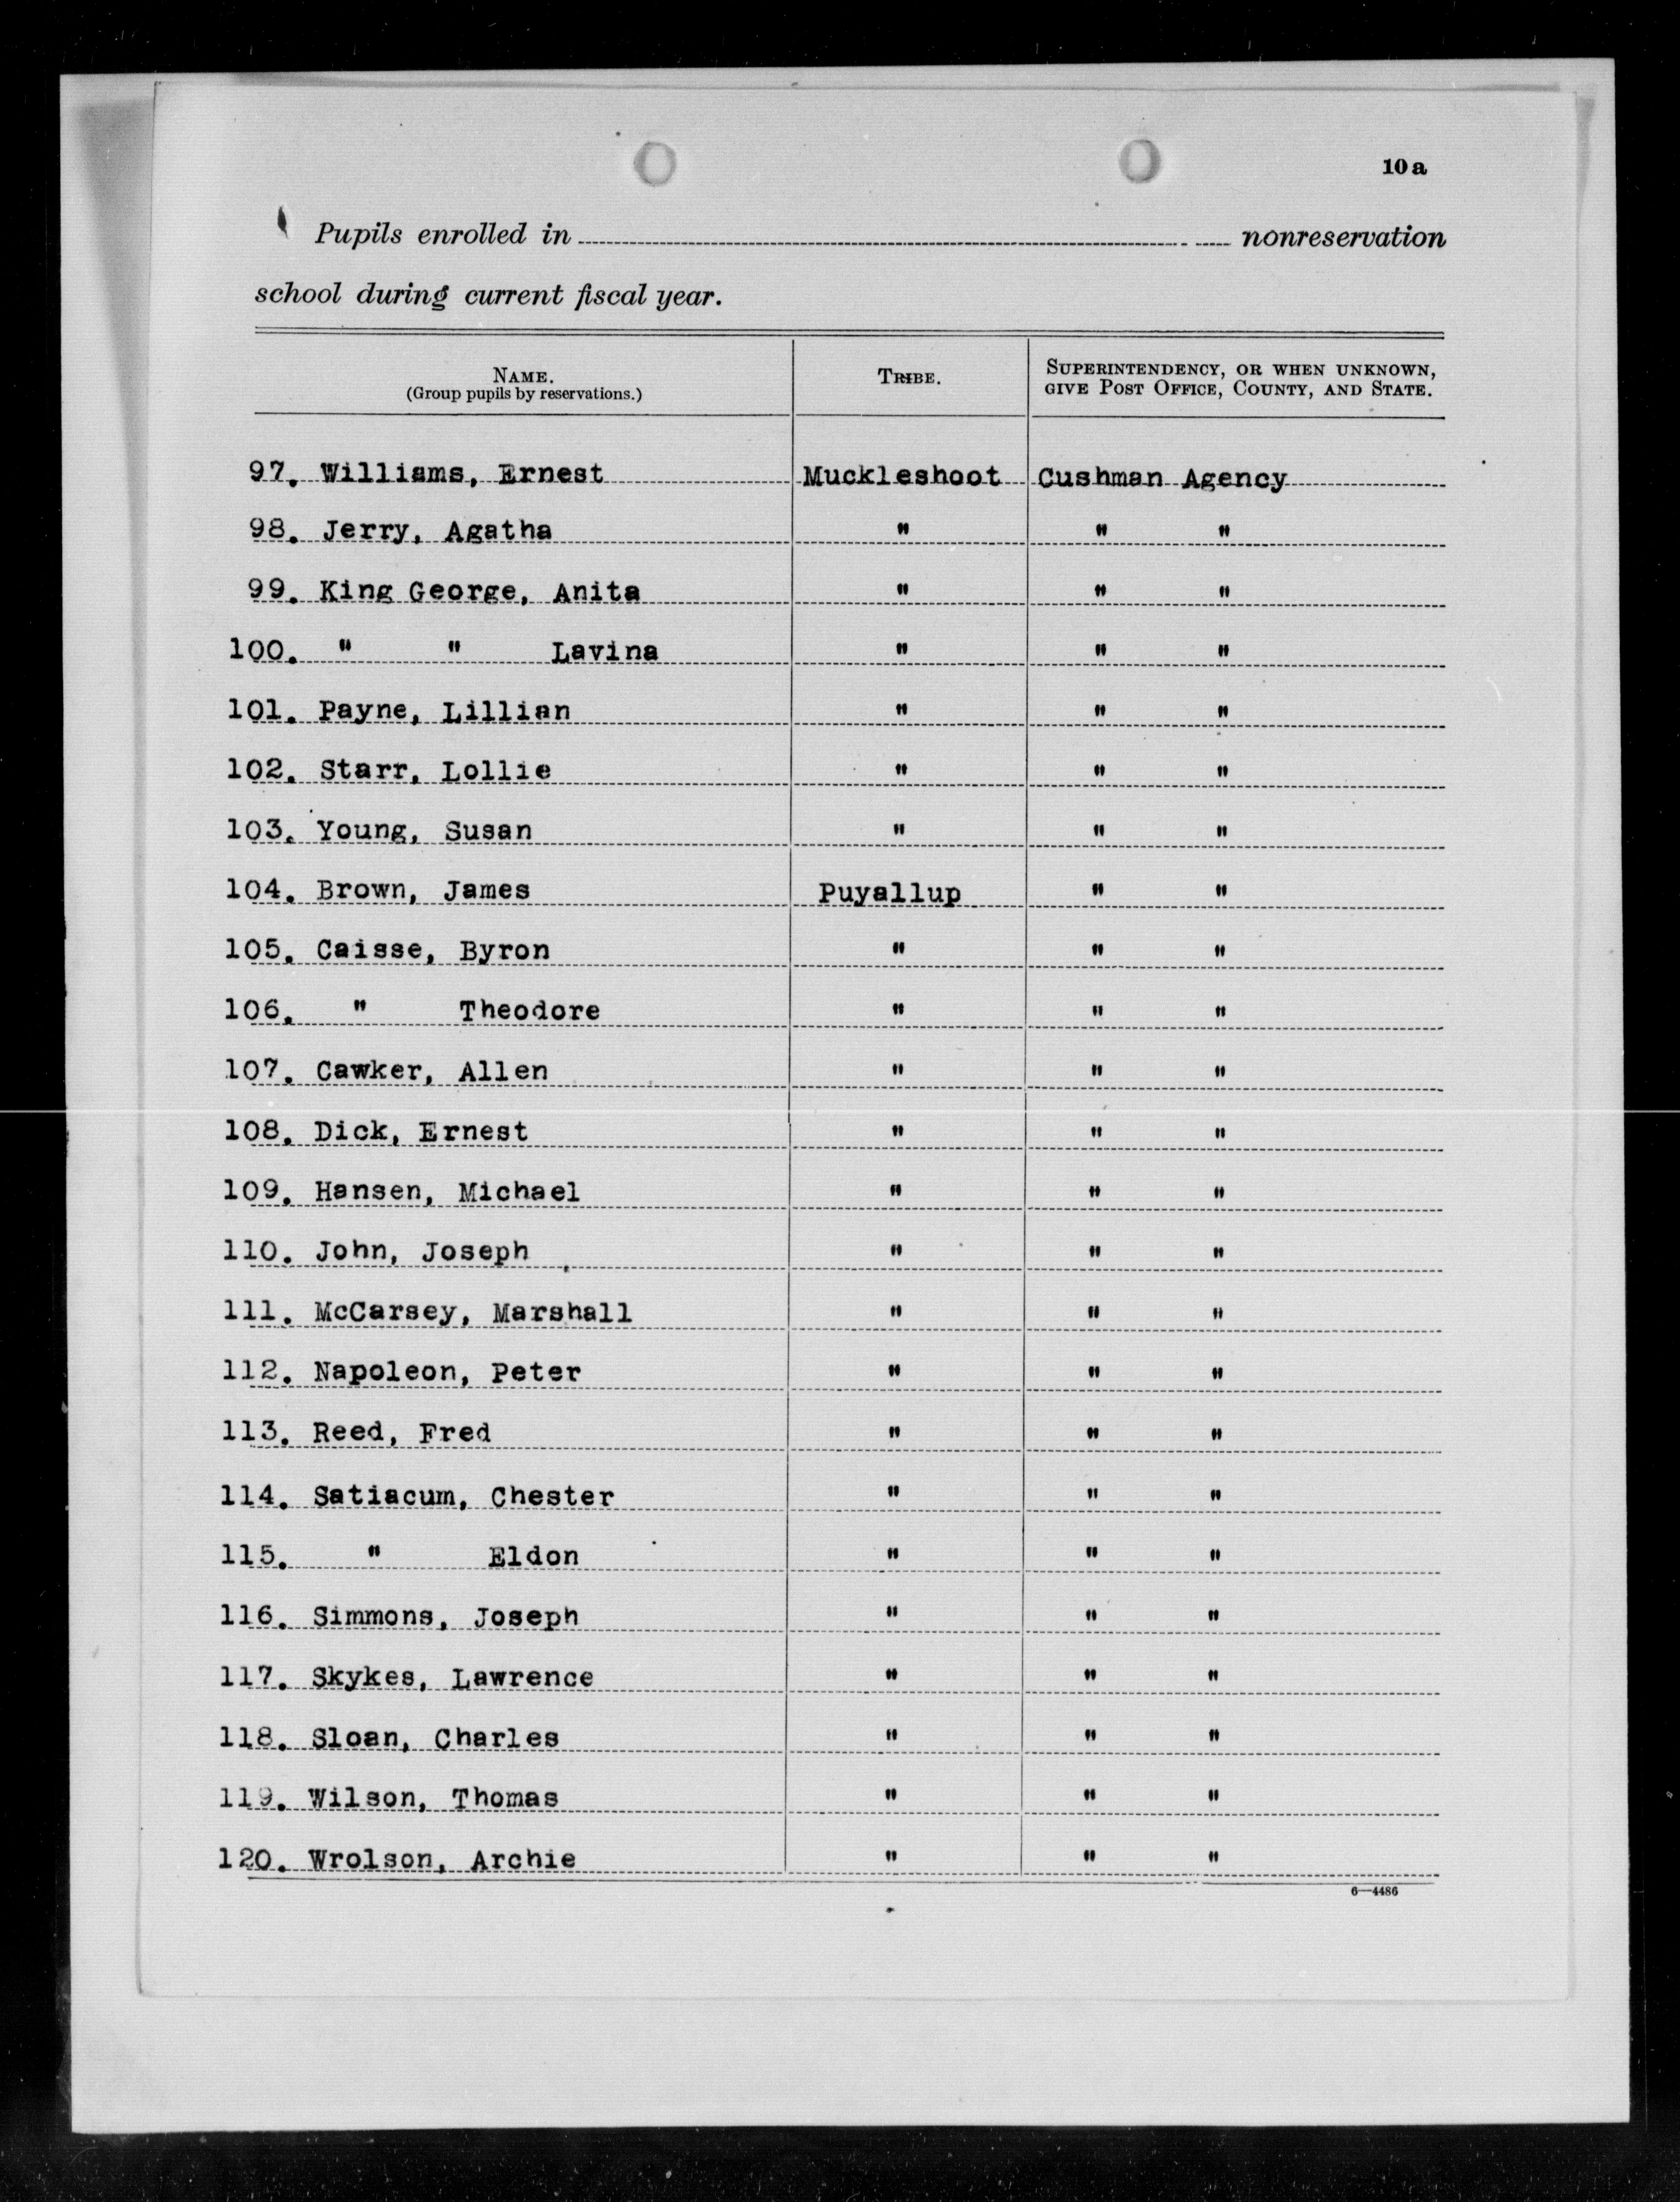 10 a
Pupils enrolled in nonreservation
school during current fiscal year.
NAME.
(Group pupils by reservations.)
TRIBE.
SUPERINTENDENCY, OR WHEN UNKNOWN,
GIVE POST OFFICE, COUNTY, AND STATE.
97. Williams, Ernest Muckleshoot Cushman Agency
98. Jerry, Agatha " " "
99. King George, Anita " " "
100. " " Lavina " " "
101. Payne, Lillian " " "
102. Starr, Lollie " " "
103. Young, Susan " " "
104. Brown, James Puyallup " "
105. Caisse, Byron " " "
106. " Theodore " " "
107. Cawker, Allen " " "
108. Dick, Ernest " " "
109. Hansen, Michael " " "
110. John, Joseph " " "
111. McCarsey, Marshall " " "
112. Napoleon, Peter " " "
113. Reed, Fred " " "
114. Satiacum, Chester " " "
115. " Eldon " " "
116. Simmons, Joseph " " "
117. Skykes, Lawrence " " "
118. Sloan, Charles " " "
119. Wilson, Thomas " " "
120. Wrolson, Archie " " "
6—4486